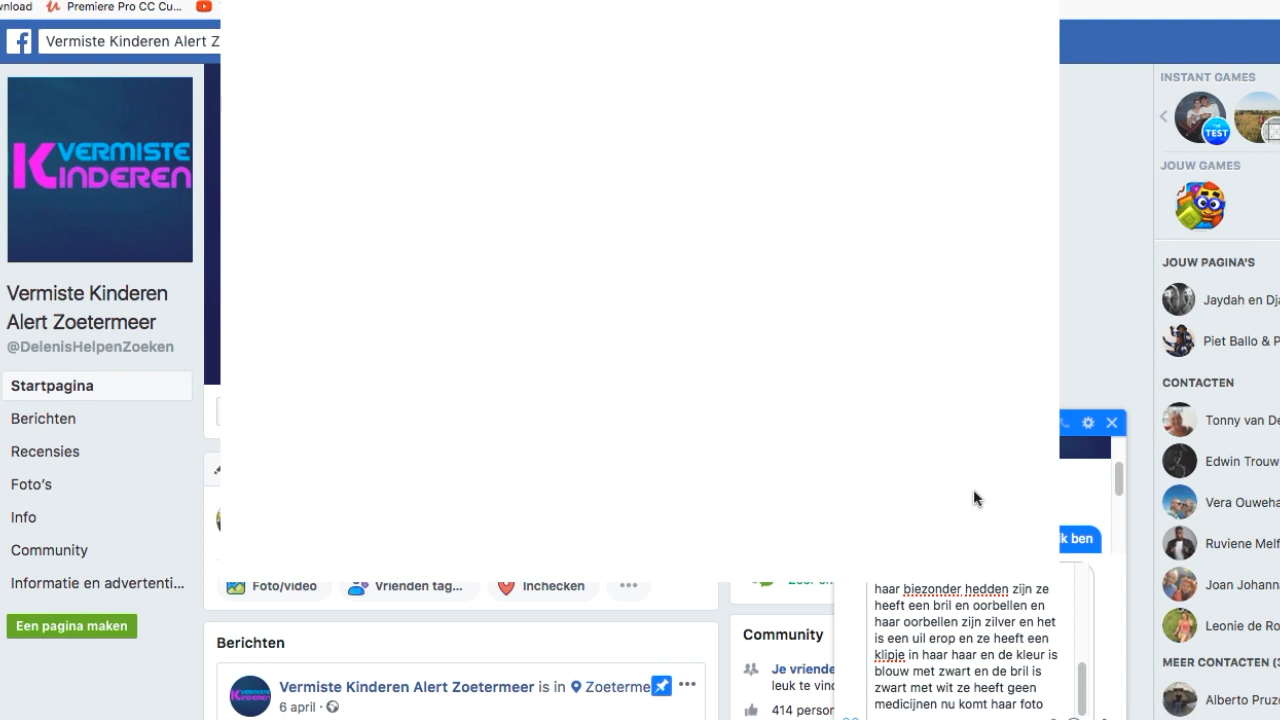 wnload
Premiere Pro CC Cu...
Vermiste Kinderen Alert Z
VERMISTE
KINDEREN
Vermiste Kinderen
Alert Zoetermeer
@DelenisHelpenZoeken
Startpagina
Berichten
Recensies
Foto's
Info
Community
Informatie en advertenti...
Een pagina maken
Foto/video
Vrienden tag...
Inchecken
Berichten
VERMISTE
KINDEREN
Vermiste Kinderen Alert Zoetermeer is in Zoeterme
6 april
Community
Je vriende
leuk te vind
414 person
k ben
haar biezonder hedden zijn ze
heeft een bril en oorbellen en
haar oorbellen zijn zilver en het
is een uil erop en ze heeft een
klipje in haar haar en de kleur is
blouw met zwart en de bril is
zwart met wit ze heeft geen
medicijnen nu komt haar foto
INSTANT GAMES
TEST
JOUW GAMES
JOUW PAGINA'S
Jaydah en Dja
Piet Ballo & P
CONTACTEN
Tonny van De
Edwin Trouw
Vera Ouweha
Ruviene Melf
Joan Johann
Leonie de Ro
MEER CONTACTEN (3
Alberto Pruz